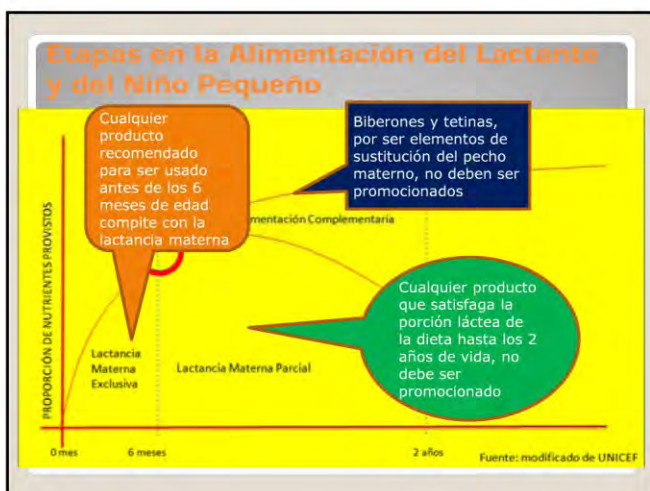 Etapas en la Alimentación del Lactante
y del Niño Pequeño
Cualquier
producto
recomendado
para ser usado
antes de los 6
meses de edad
compite con la
lactancia materna
Biberones y tetinas,
por ser elementos de
sustitución del pecho
materno, no deben ser
promocionados
mentación Complementaria
Cualquier producto
que satisfaga la
porción láctea de
la dieta hasta los 2
años de vida, no
debe ser
promocionado
PROPORCIÓN DE NUTRIENTES PROVISTOS
Lactancia
Materna
Exclusiva
Lactancia Materna Parcial
0 mes
6 meses
2 años
Fuente: modificado de UNICEF